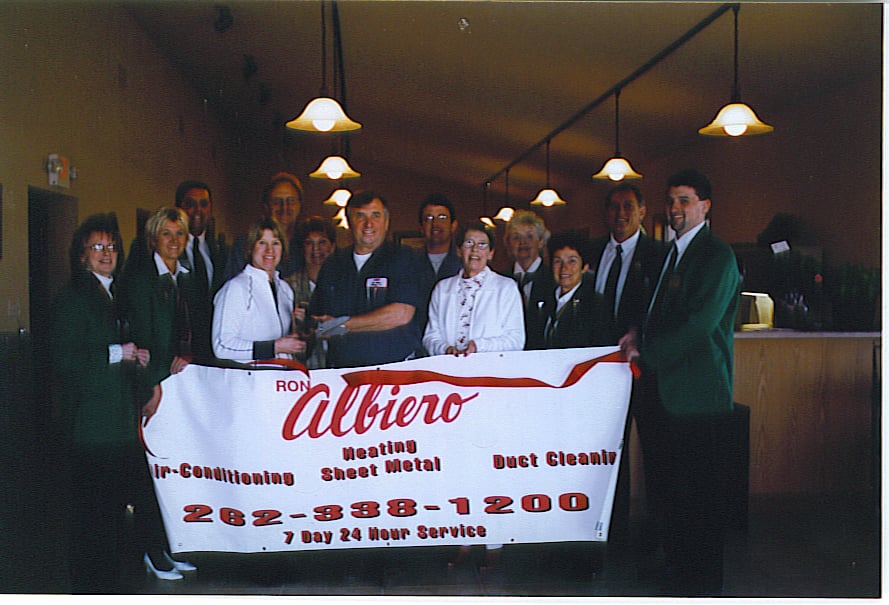 RON
Albiero
Heating
ir-Conditioning Sheet Metal Duct Cleanin
262-338-1200
7 Day 24 Hour Service